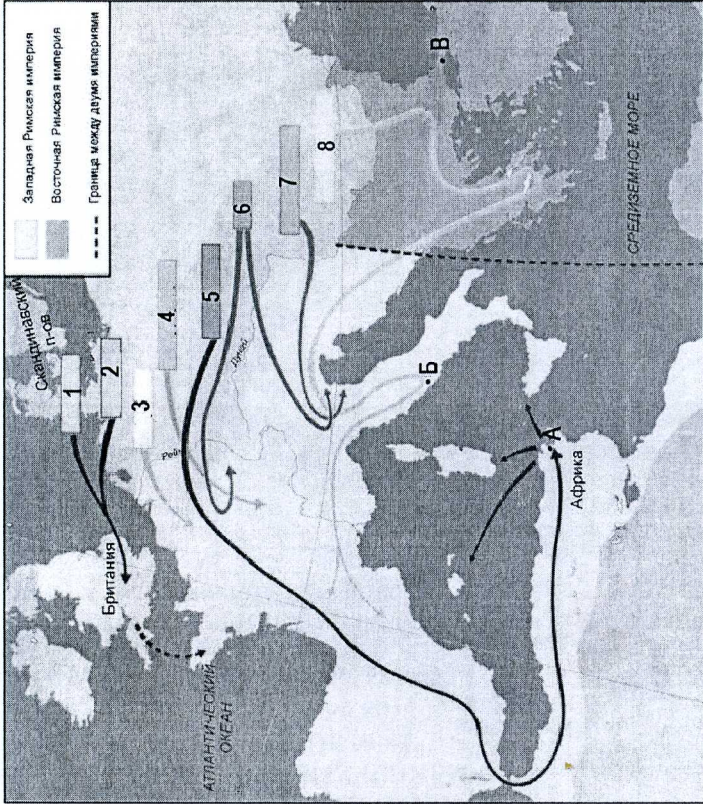 Западная Римская империя
Восточная Римская империя
Граница между двумя империями
Скандинавский
п-ов
1
2
3
4
5
6
7
8
Рейн
Дунай
Британия
АТЛАНТИЧЕСКИЙ
ОКЕАН
Б
В
А
Африка
СРЕДИЗЕМНОЕ МОРЕ